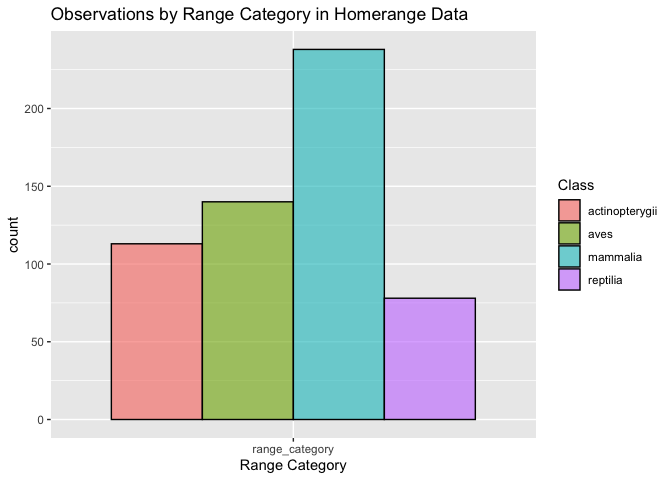 Observations by Range Category in Homerange Data
200
150
100
50
0
count
range_category
Range Category
Class
actinopterygii
aves
mammalia
reptilia